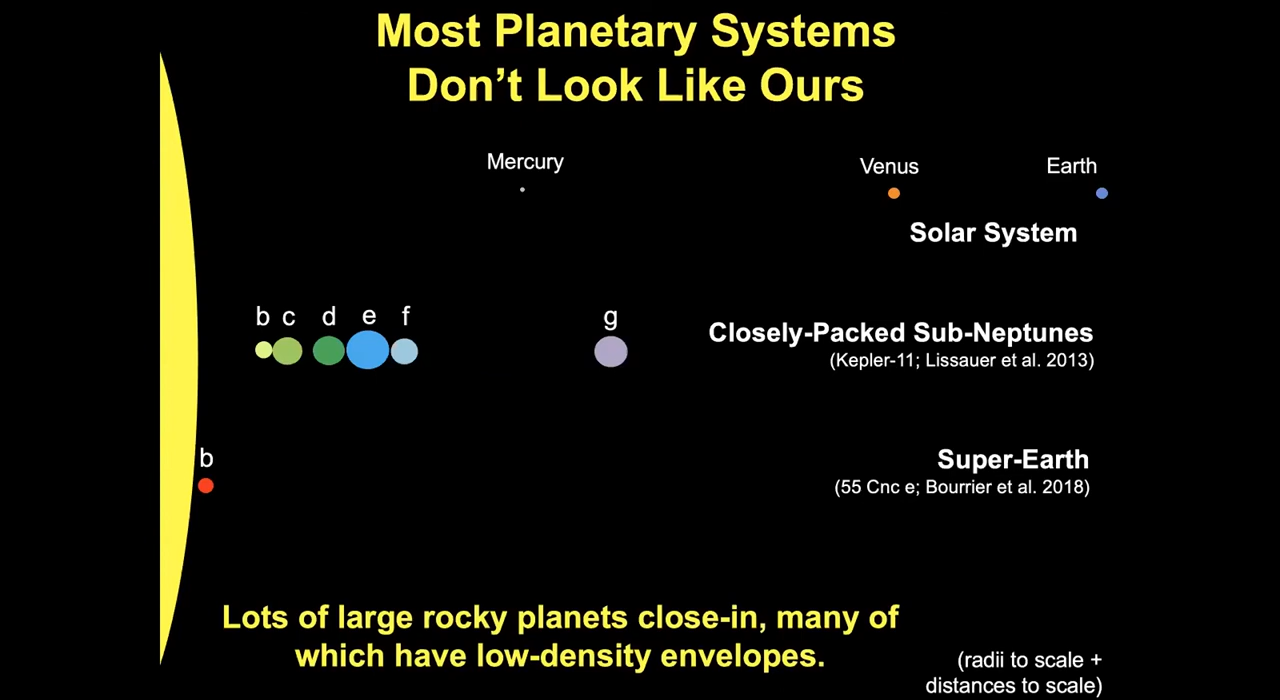 Most Planetary Systems
Don’t Look Like Ours
Mercury
Venus
Earth
Solar System
b c d e f g
Closely-Packed Sub-Neptunes
(Kepler-11; Lissauer et al. 2013)
b
Super-Earth
(55 Cnc e; Bourrier et al. 2018)
Lots of large rocky planets close-in, many of
which have low-density envelopes.
(radii to scale +
distances to scale)